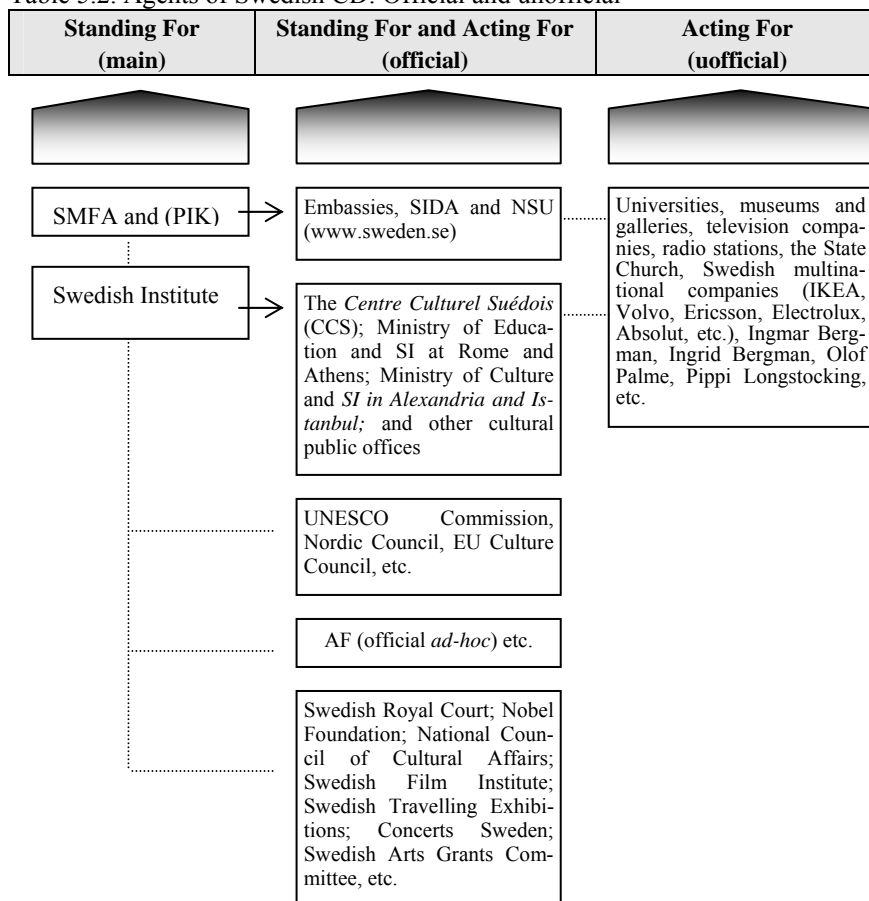 Table 5.2. Agents of Swedish CD: Official and unofficial
Standing For
(main)
Standing For and Acting For
(official)
Acting For
(uofficial)
SMFA and (PIK)
Embassies, SIDA and NSU
(www.sweden.se)
Universities, museums and
galleries, television compa-
nies, radio stations, the State
Church, Swedish multina-
tional companies (IKEA,
Volvo, Ericsson, Electrolux,
Absolut, etc.), Ingmar Berg-
man, Ingrid Bergman, Olof
Palme, Pippi Longstocking,
etc.
Swedish Institute
The Centre Culturel Suédois
(CCS); Ministry of Educa-
tion and SI at Rome and
Athens; Ministry of Culture
and SI in Alexandria and Is-
tanbul; and other cultural
public offices
UNESCO Commission,
Nordic Council, EU Culture
Council, etc.
AF (official ad-hoc) etc.
Swedish Royal Court; Nobel
Foundation; National Coun-
cil of Cultural Affairs;
Swedish Film Institute;
Swedish Travelling Exhibi-
tions; Concerts Sweden;
Swedish Arts Grants Com-
mittee, etc.